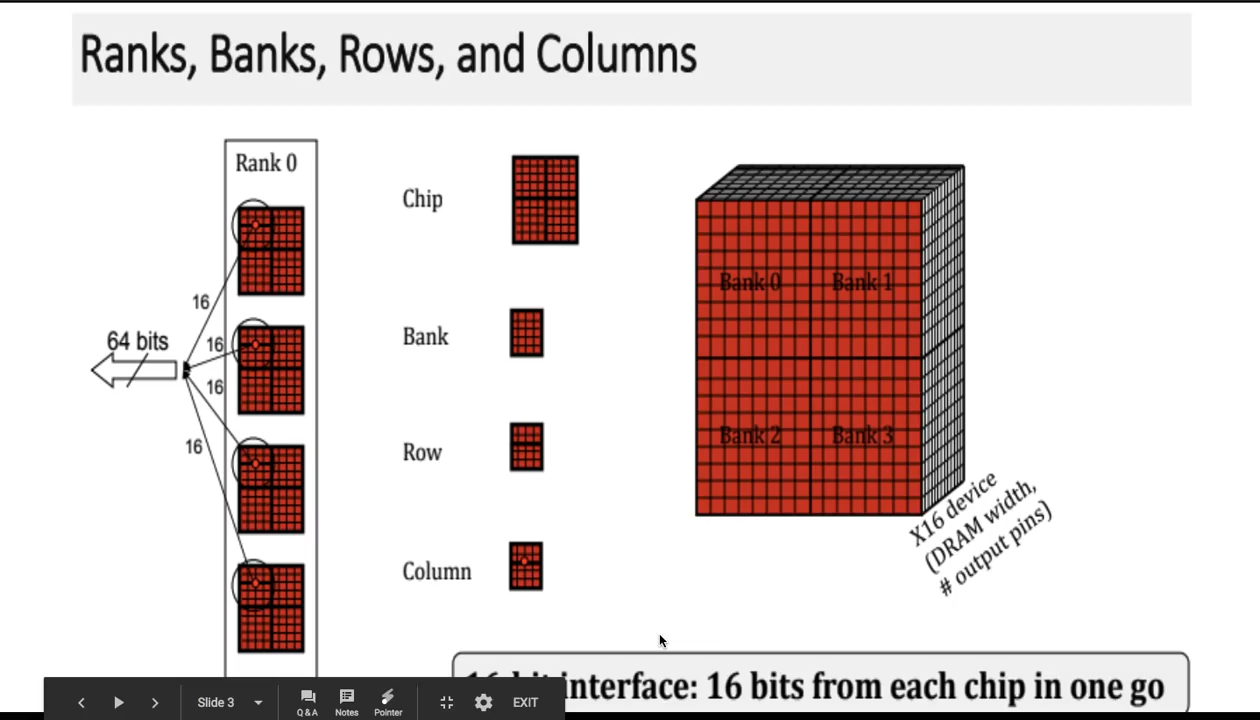 Ranks, Banks, Rows, and Columns
Rank 0
16
64 bits
16
16
16
Chip
Bank
Row
Column
Bank 0
Bank 1
Bank 2
Bank 3
X16 device
(DRAM width,
# output pins)
interface: 16 bits from each chip in one go
Slide 3
Q&A
Notes
Pointer
EXIT